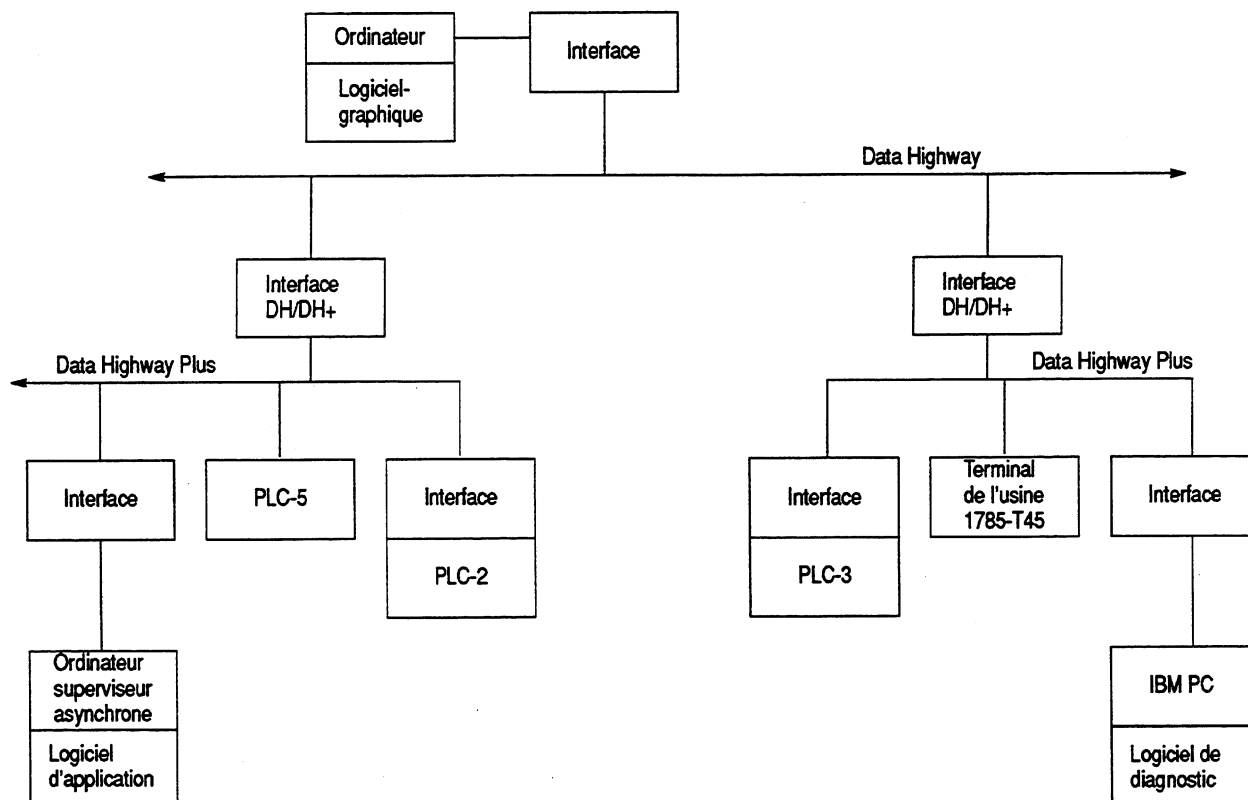 Ordinateur
Logiciel-
graphique
Interface
Data Highway
Interface
DH/DH+
Interface
DH/DH+
Data Highway Plus
Data Highway Plus
Interface
PLC-5
Interface
PLC-2
Interface
PLC-3
Terminal
de l'usine
1785-T45
Interface
Ordinateur
superviseur
asynchrone
Logiciel
d'application
IBM PC
Logiciel de
diagnostic